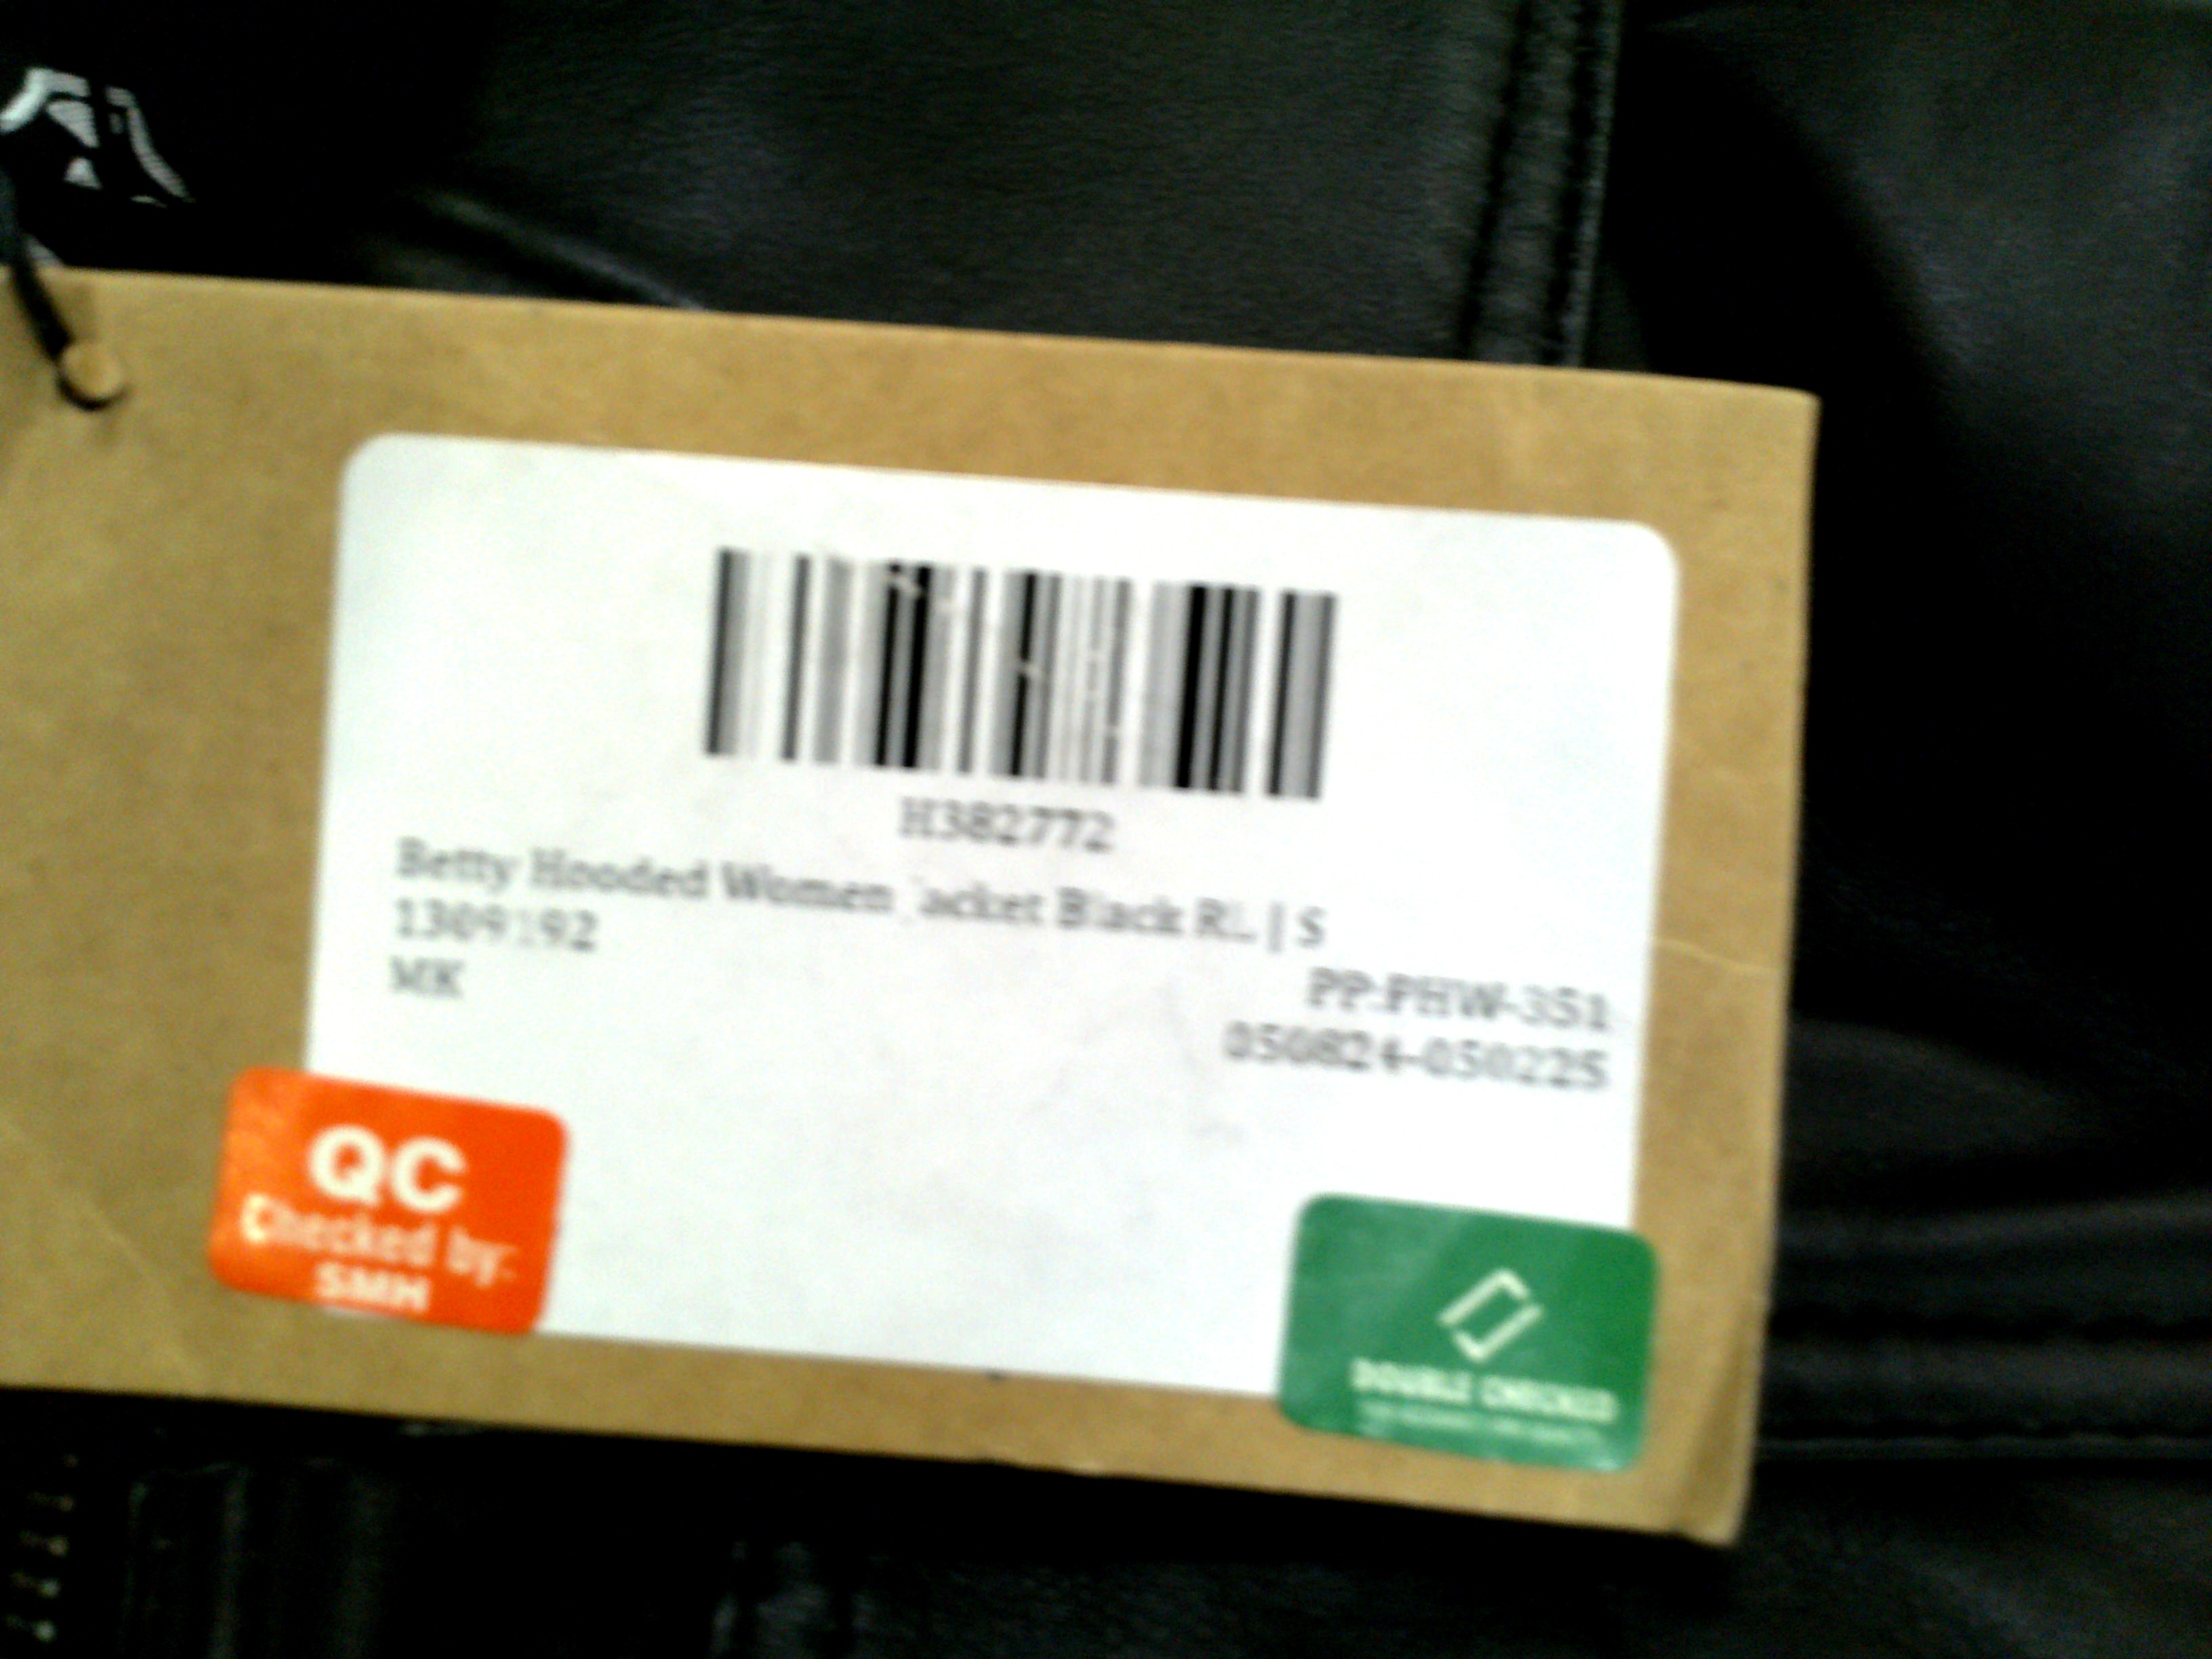 H382772
Betty Hooded Women Jacket Black RL | S
1309192
MK
PP:PHW-351
050824-050225
QC
Checked by:
SMH
DOUBLE CHECKED